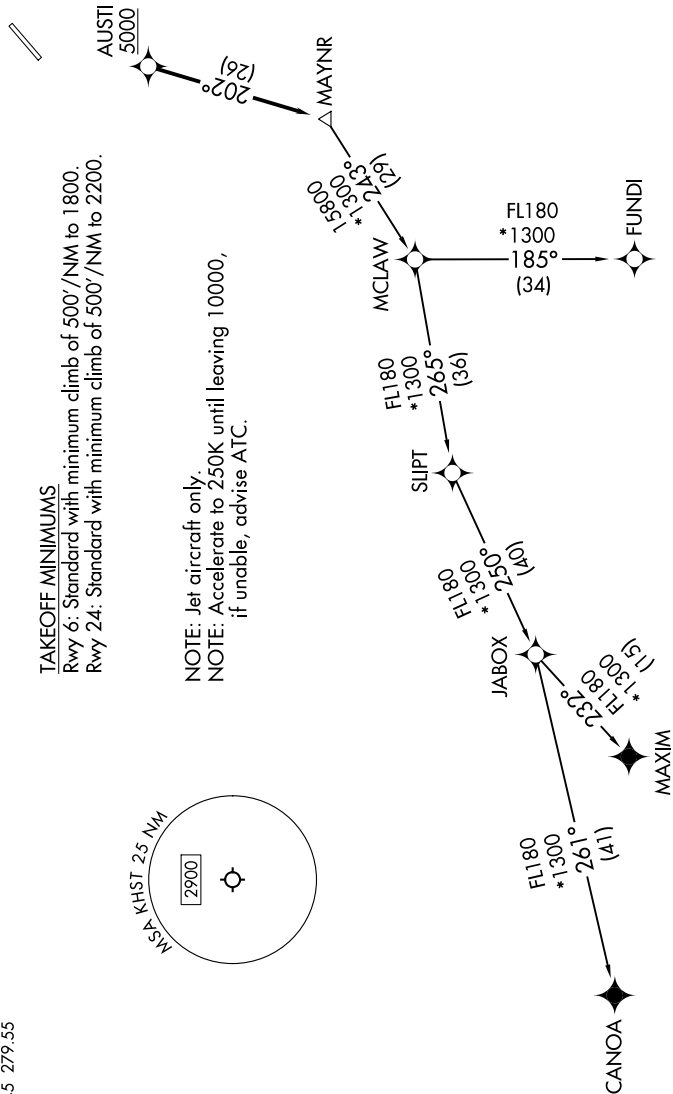 5 279.55
TAKEOFF MINIMUMS
Rwy 6: Standard with minimum climb of 500'/NM to 1800.
Rwy 24: Standard with minimum climb of 500'/NM to 2200.
NOTE: Jet aircraft only.
NOTE: Accelerate to 250K until leaving 10000,
if unable, advise ATC.
MSA KHST 25 NM
2900
AUSTI
5000
202°
(26)
MAYNR
15800
*1300
243°
(29)
MCLAW
FL180
*1300
185°
(34)
FUNDI
FL180
*1300
265°
(36)
SLIPT
FL180
*1300
250°
(40)
JABOX
232°
FL180
*1300
(15)
MAXIM
FL180
*1300
261°
(41)
CANOA